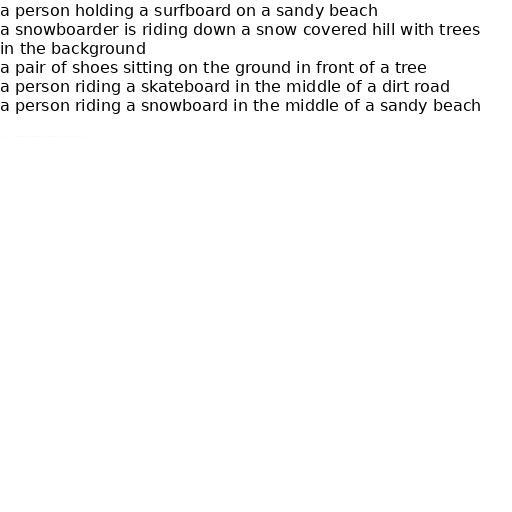 a person holding a surfboard on a sandy beach
a snowboarder is riding down a snow covered hill with trees
in the background
a pair of shoes sitting on the ground in front of a tree
a person riding a skateboard in the middle of a dirt road
a person riding a snowboard in the middle of a sandy beach